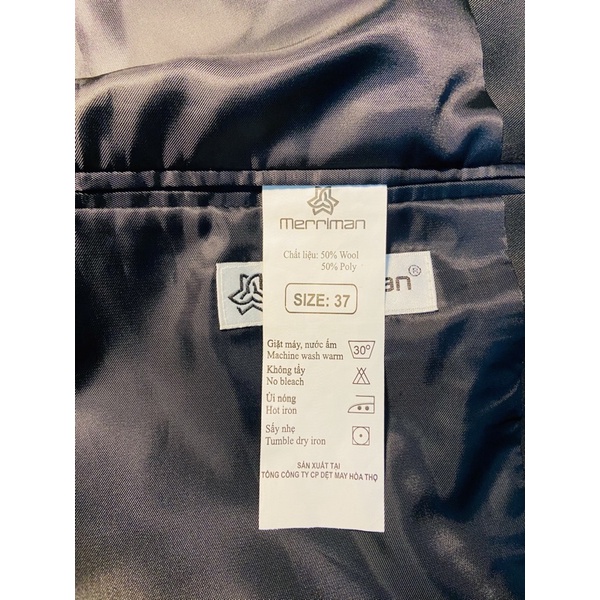 merriman
Chất liệu: 50% Wool
50% Poly
an®
SIZE: 37
Giặt máy, nước ấm
Machine wash warm
30°
Không tẩy
No bleach
Ủi nóng
Hot iron
Sấy nhẹ
Tumble dry iron
SẢN XUẤT TẠI
TỔNG CÔNG TY CP DỆT MAY HÒA THỌ